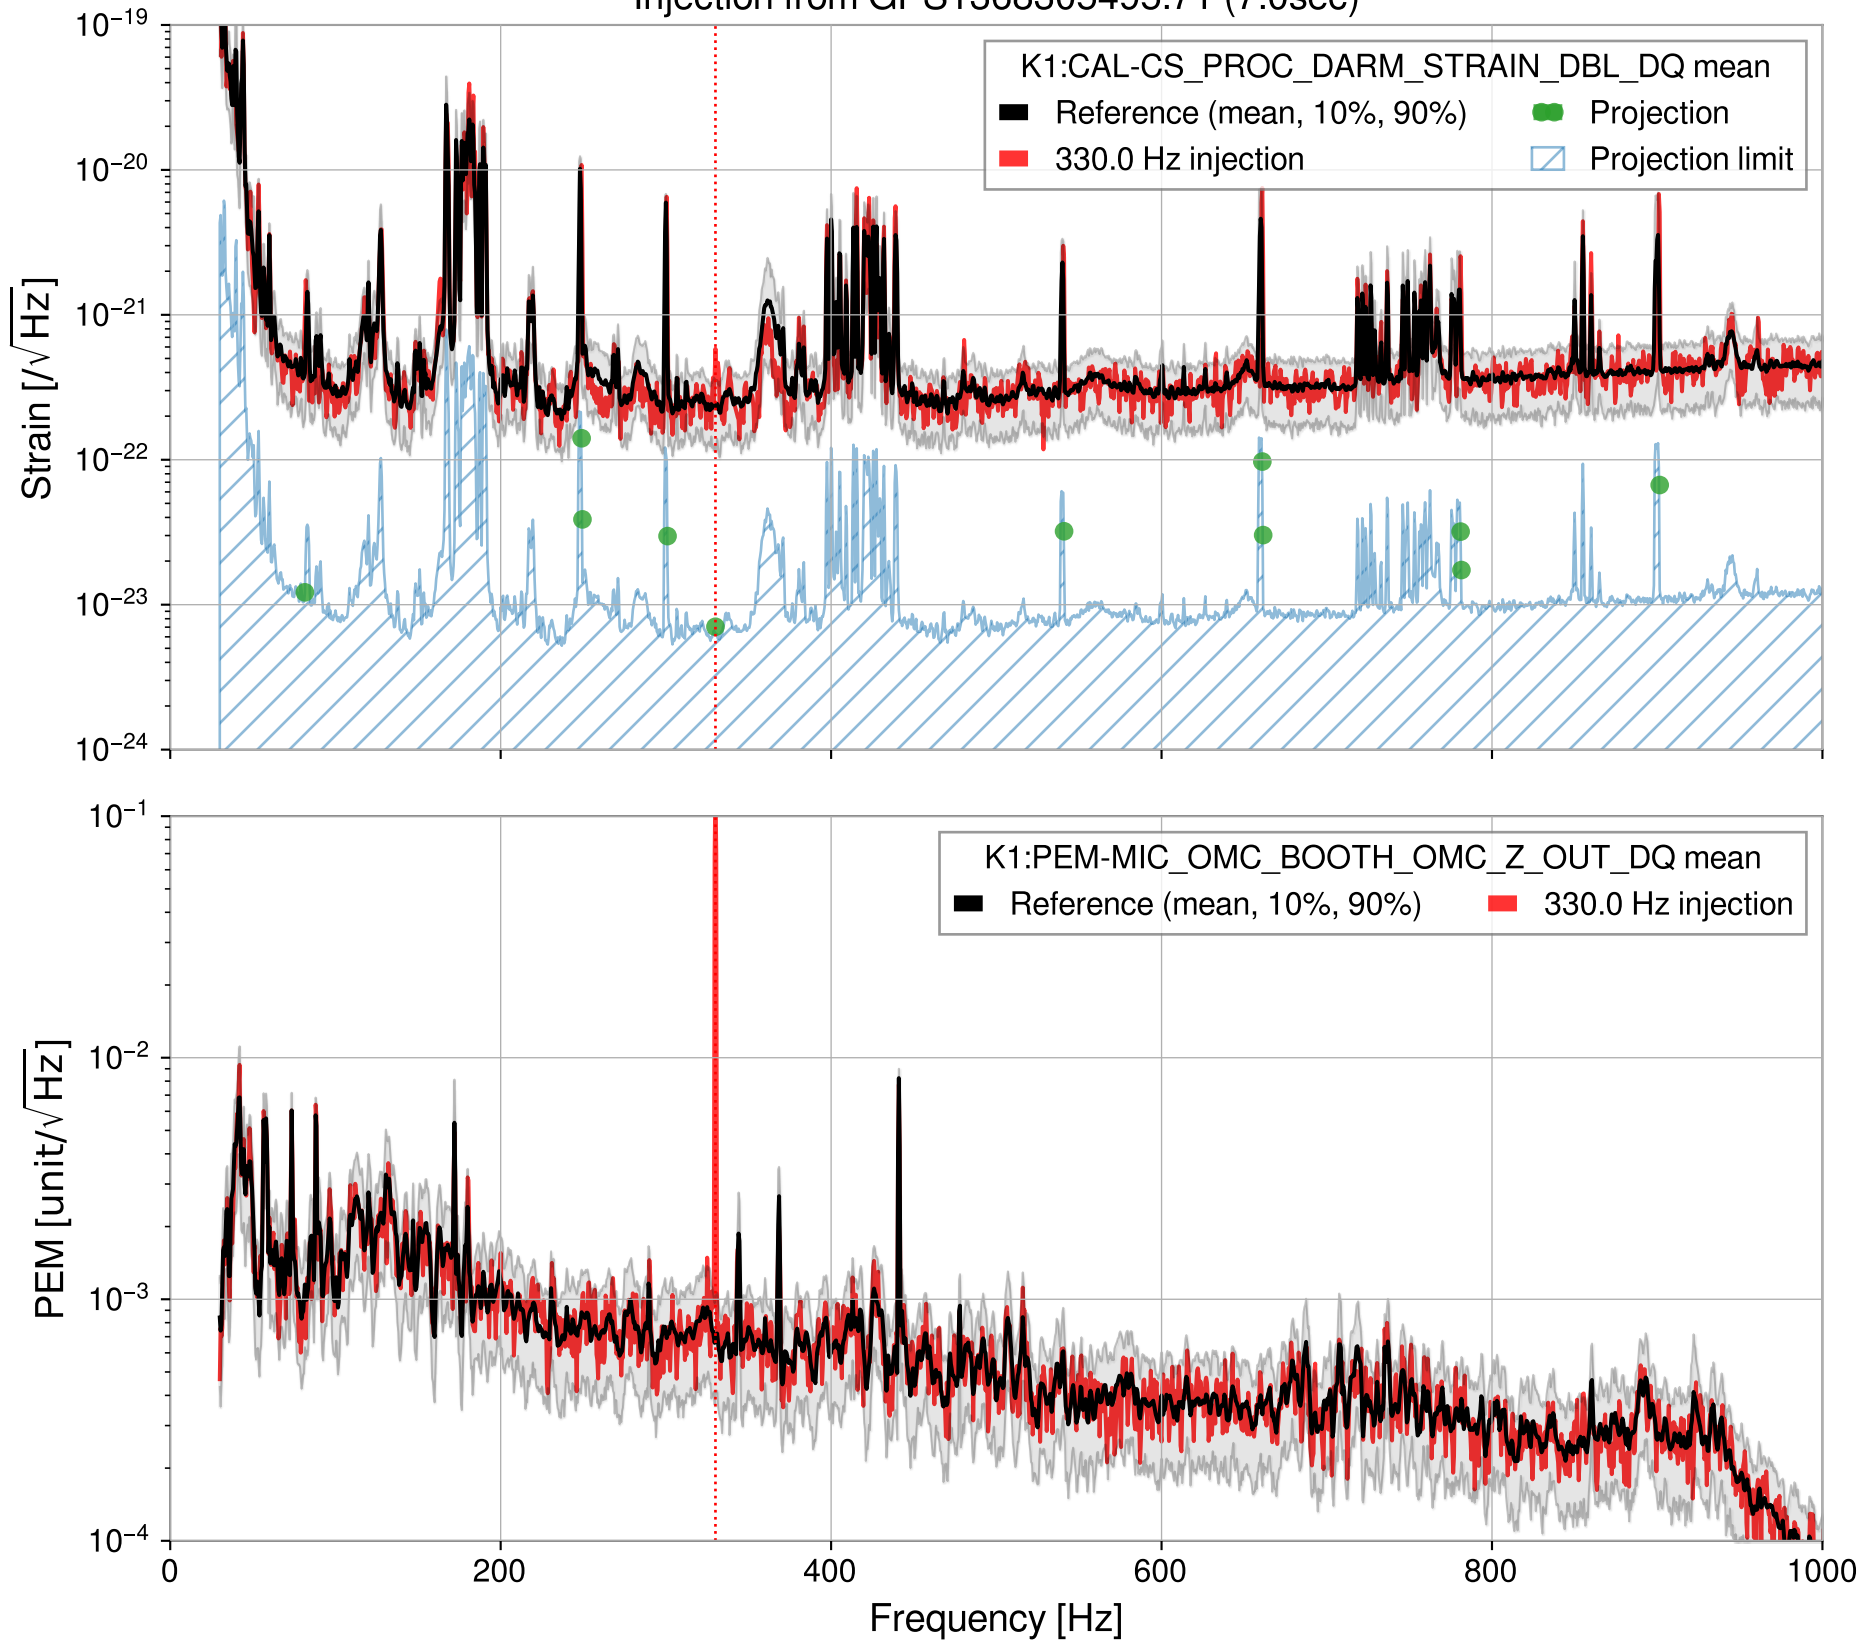 10⁻¹⁹
10⁻²⁰
10⁻²¹
10⁻²²
10⁻²³
10⁻²⁴
Strain [/√Hz]
K1:CAL-CS_PROC_DARM_STRAIN_DBL_DQ mean
Reference (mean, 10%, 90%)
Projection
330.0 Hz injection
Projection limit
10⁻¹
10⁻²
10⁻³
10⁻⁴
PEM [unit/√Hz]
K1:PEM-MIC_OMC_BOOTH_OMC_Z_OUT_DQ mean
Reference (mean, 10%, 90%)
330.0 Hz injection
0 200 400 600 800 1000
Frequency [Hz]